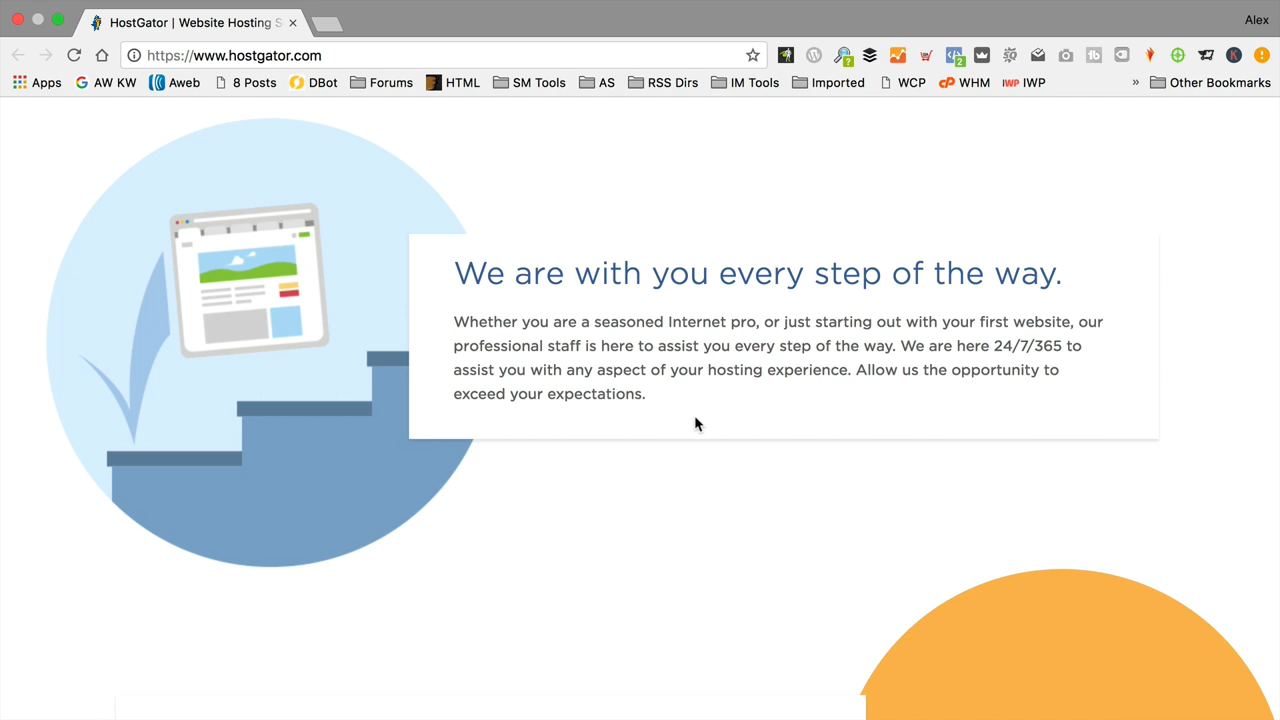 HostGator | Website Hosting S
Alex
https://www.hostgator.com
Apps
AW KW
Aweb
8 Posts
DBot
Forums
HTML
SM Tools
AS
RSS Dirs
IM Tools
Imported
WCP
WHM
IWP
IWP
»
Other Bookmarks
We are with you every step of the way.
Whether you are a seasoned Internet pro, or just starting out with your first website, our
professional staff is here to assist you every step of the way. We are here 24/7/365 to
assist you with any aspect of your hosting experience. Allow us the opportunity to
exceed your expectations.